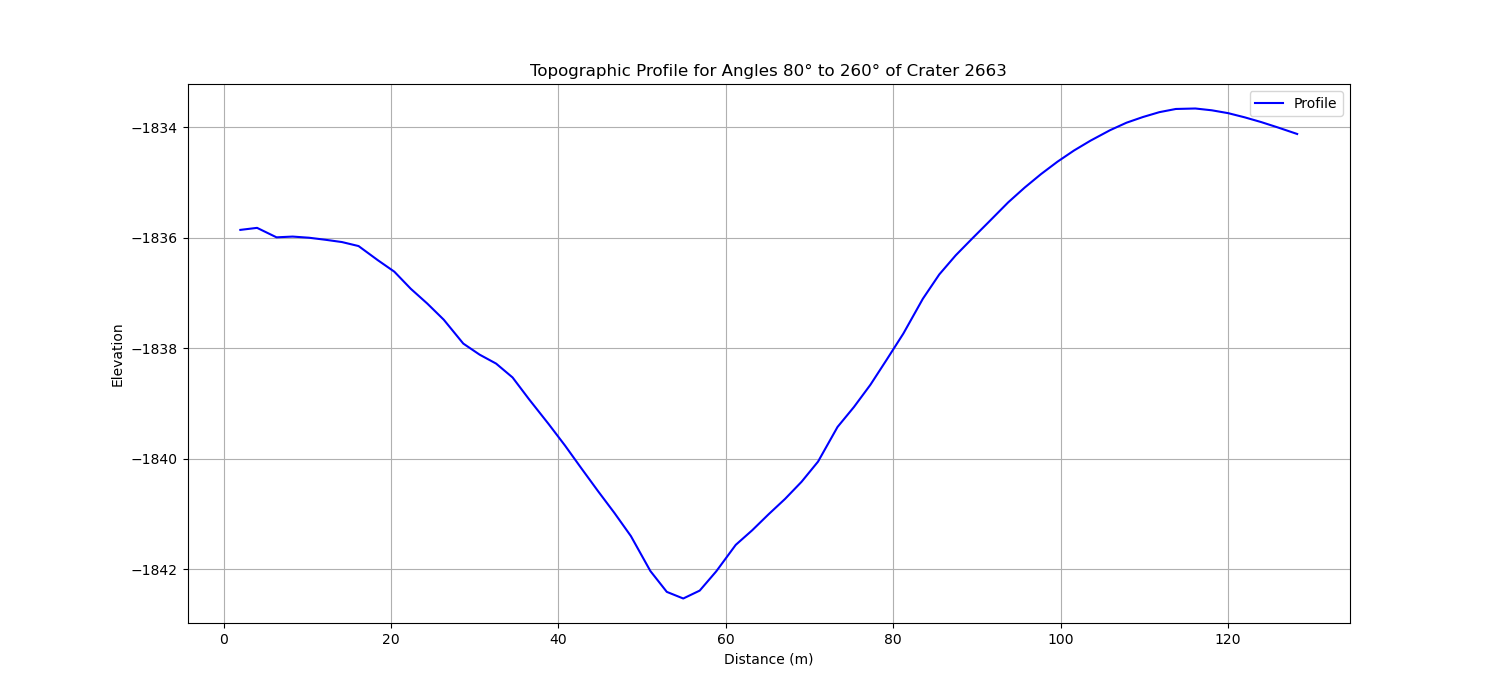 Topographic Profile for Angles 80° to 260° of Crater 2663
Profile
−1834
−1836
−1838
−1840
−1842
Elevation
0 20 40 60 80 100 120
Distance (m)